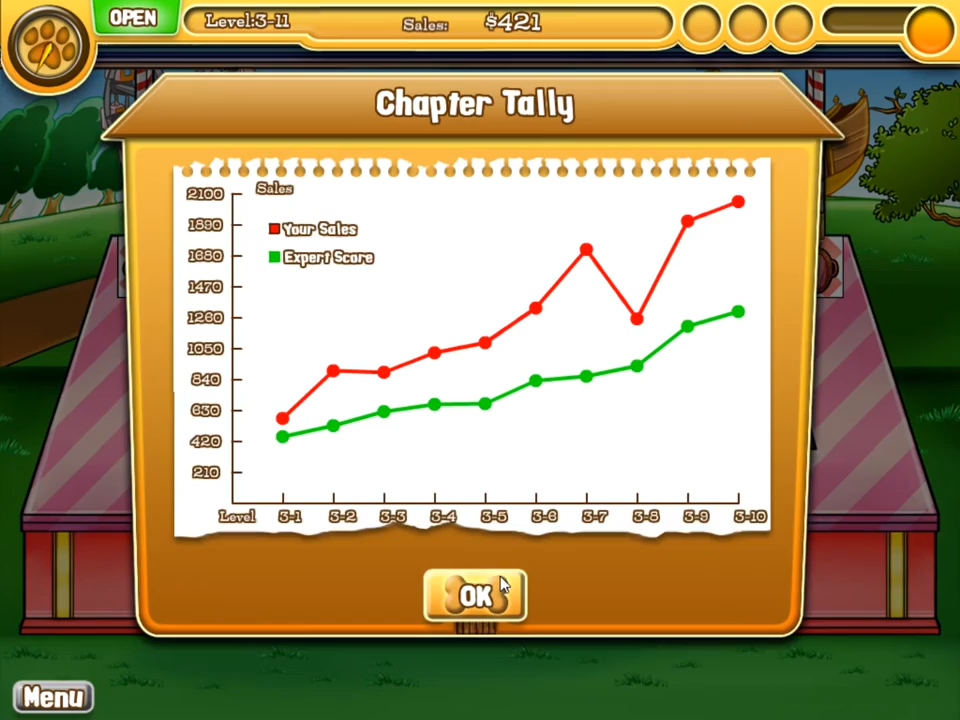 OPEN
Level:3-11
Sales:
$421
Chapter Tally
Sales
Your Sales
Expert Score
2100
1890
1680
1470
1260
1050
840
630
420
210
Level 3-1 3-2 3-3 3-4 3-5 3-6 3-7 3-8 3-9 3-10
OK
Menu